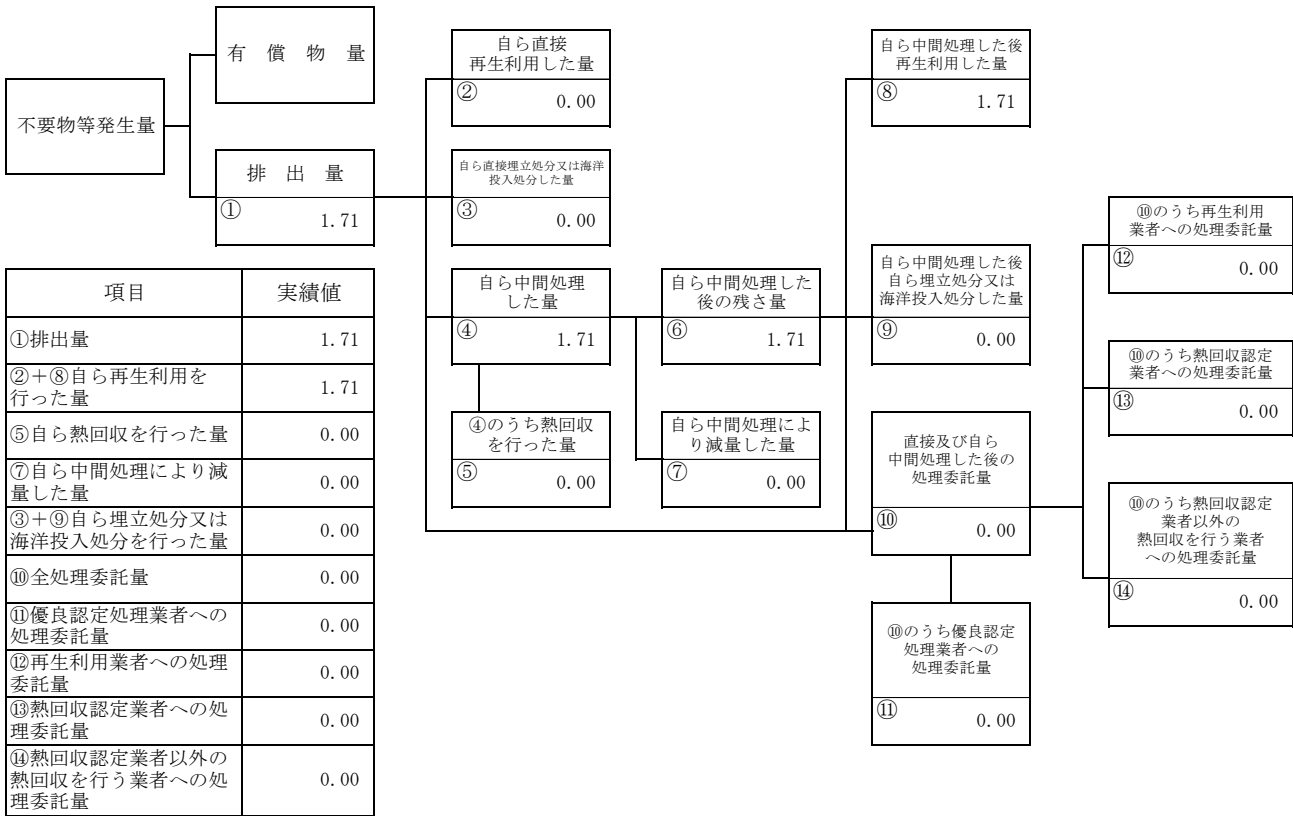 有 償 物 量
不要物等発生量
排 出 量
① 1.71
自ら直接
再生利用した量
② 0.00
自ら直接埋立処分又は海洋
投入処分した量
③ 0.00
自ら中間処理
した量
④ 1.71
④のうち熱回収
を行った量
⑤ 0.00
自ら中間処理した
後の残さ量
⑥ 1.71
自ら中間処理によ
り減量した量
⑦ 0.00
自ら中間処理した後
再生利用した量
⑧ 1.71
自ら中間処理した後
自ら埋立処分又は
海洋投入処分した量
⑨ 0.00
直接及び自ら
中間処理した後の
処理委託量
⑩ 0.00
⑩のうち優良認定
処理業者への
処理委託量
⑪ 0.00
⑩のうち再生利用
業者への処理委託量
⑫ 0.00
⑩のうち熱回収認定
業者への処理委託量
⑬ 0.00
⑩のうち熱回収認定
業者以外の
熱回収を行う業者
への処理委託量
⑭ 0.00
項目 実績値
①排出量 1.71
②+⑧自ら再生利用を
行った量 1.71
⑤自ら熱回収を行った量 0.00
⑦自ら中間処理により減
量した量 0.00
③+⑨自ら埋立処分又は
海洋投入処分を行った量 0.00
⑩全処理委託量 0.00
⑪優良認定処理業者への
処理委託量 0.00
⑫再生利用業者への処理
委託量 0.00
⑬熱回収認定業者への処
理委託量 0.00
⑭熱回収認定業者以外の
熱回収を行う業者への処
理委託量 0.00